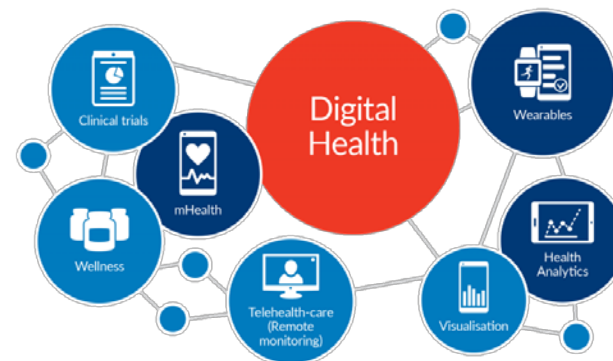 Digital
Health
Clinical trials
Wearables
mHealth
Wellness
Health
Analytics
Telehealth-care
(Remote
monitoring)
Visualisation